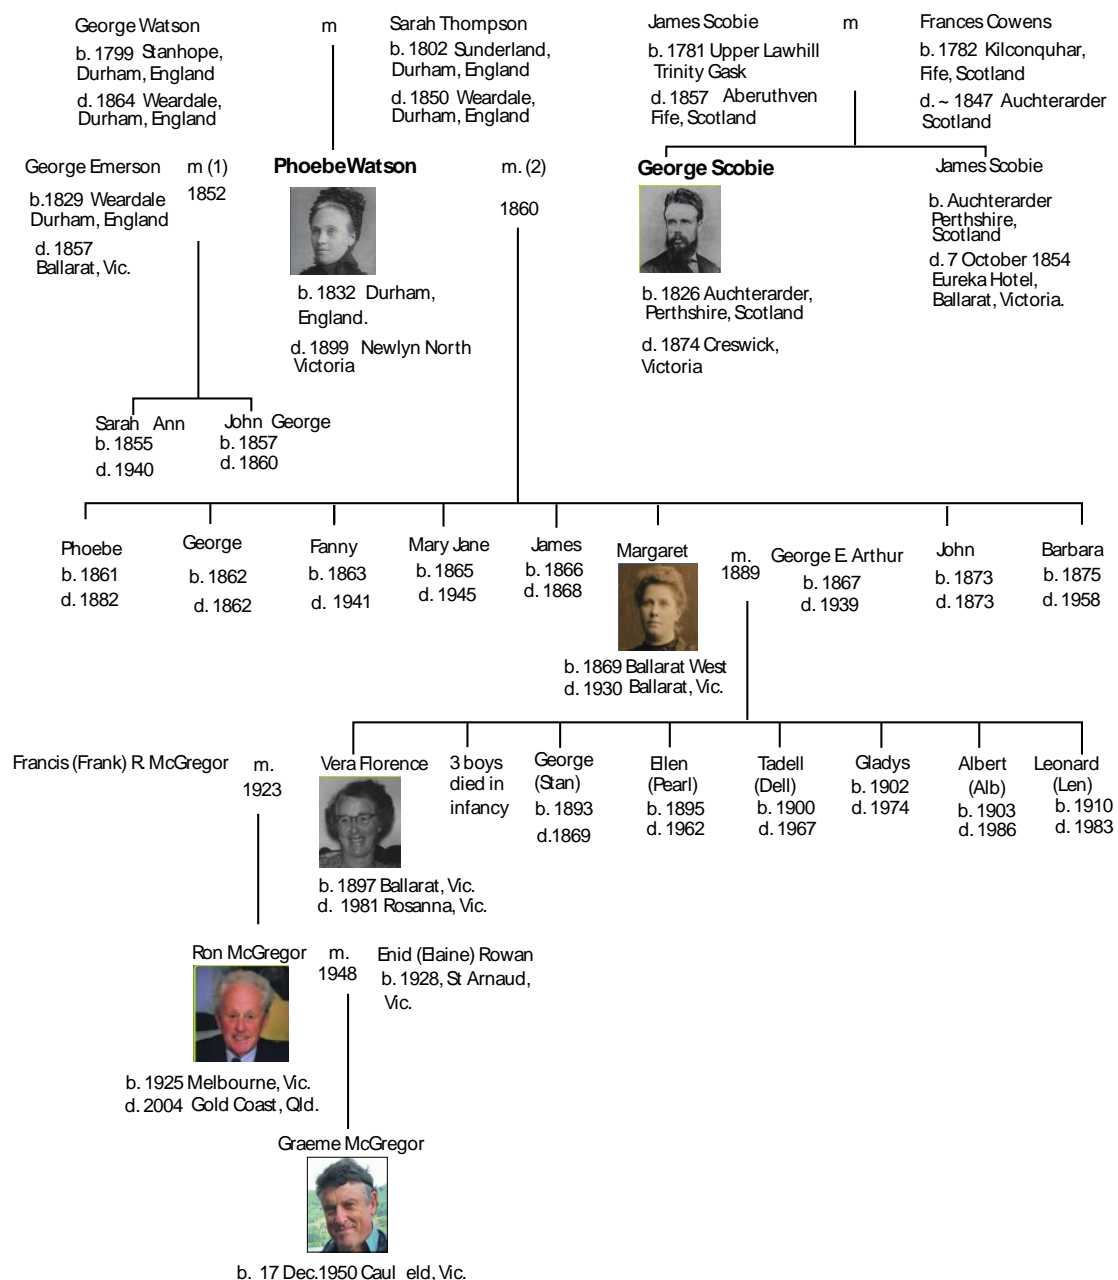 George Watson
b. 1799 Stanhope,
Durham, England
d. 1864 Weardale,
Durham, England
m
Sarah Thompson
b. 1802 Sunderland,
Durham, England
d. 1850 Weardale,
Durham, England
James Scobie
b. 1781 Upper Lawhill
Trinity Gask
d. 1857 Aberuthven
Fife, Scotland
m
Frances Cowens
b. 1782 Kilconquhar,
Fife, Scotland
d. ~ 1847 Auchterarder
Scotland
George Emerson
b.1829 Weardale
Durham, England
d. 1857
Ballarat, Vic.
m (1)
1852
Phoebe Watson
b. 1832 Durham,
England.
d. 1899 Newlyn North
Victoria
m. (2)
1860
George Scobie
b. 1826 Auchterarder,
Perthshire, Scotland
d. 1874 Creswick,
Victoria
James Scobie
b. Auchterarder
Perthshire,
Scotland
d. 7 October 1854
Eureka Hotel,
Ballarat, Victoria.
Sarah Ann
b. 1855
d. 1940
John George
b. 1857
d. 1860
Phoebe
b. 1861
d. 1882
George
b. 1862
d. 1862
Fanny
b. 1863
d. 1941
Mary Jane
b. 1865
d. 1945
James
b. 1866
d. 1868
Margaret
b. 1869 Ballarat West
d. 1930 Ballarat, Vic.
m.
1889
George E. Arthur
b. 1867
d. 1939
John
b. 1873
d. 1873
Barbara
b. 1875
d. 1958
Francis (Frank) R. McGregor
m.
1923
Vera Florence
b. 1897 Ballarat, Vic.
d. 1981 Rosanna, Vic.
3 boys
died in
infancy
George
(Stan)
b. 1893
d.1869
Ellen
(Pearl)
b. 1895
d. 1962
Tadell
(Dell)
b. 1900
d. 1967
Gladys
b. 1902
d. 1974
Albert
(Alb)
b. 1903
d. 1986
Leonard
(Len)
b. 1910
d. 1983
Ron McGregor
b. 1925 Melbourne, Vic.
d. 2004 Gold Coast, Qld.
m.
1948
Enid (Elaine) Rowan
b. 1928, St Arnaud,
Vic.
Graeme McGregor
b. 17 Dec.1950 Caul eld, Vic.